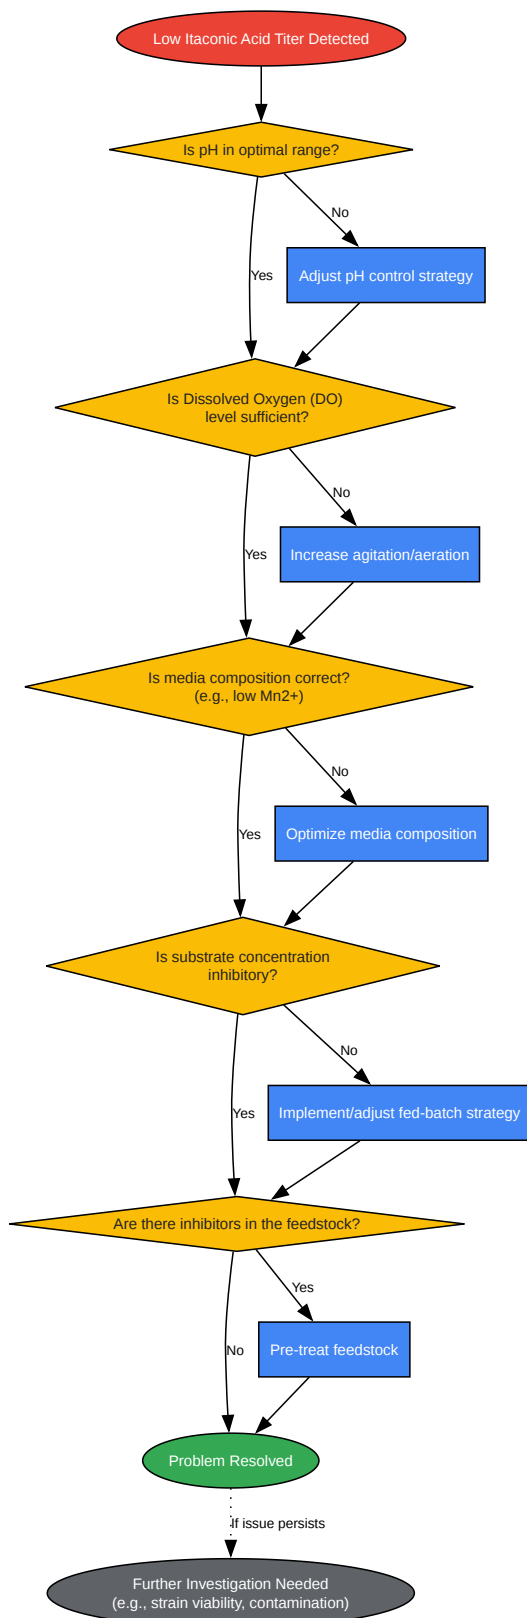 Low Itaconic Acid Titer Detected
Is pH in optimal range?
No
Adjust pH control strategy
Yes
Is Dissolved Oxygen (DO)
level sufficient?
No
Increase agitation/aeration
Yes
Is media composition correct?
(e.g., low Mn2+)
No
Optimize media composition
Yes
Is substrate concentration
inhibitory?
No
Implement/adjust fed-batch strategy
Yes
Are there inhibitors in the feedstock?
Yes
Pre-treat feedstock
No
Problem Resolved
If issue persists
Further Investigation Needed
(e.g., strain viability, contamination)